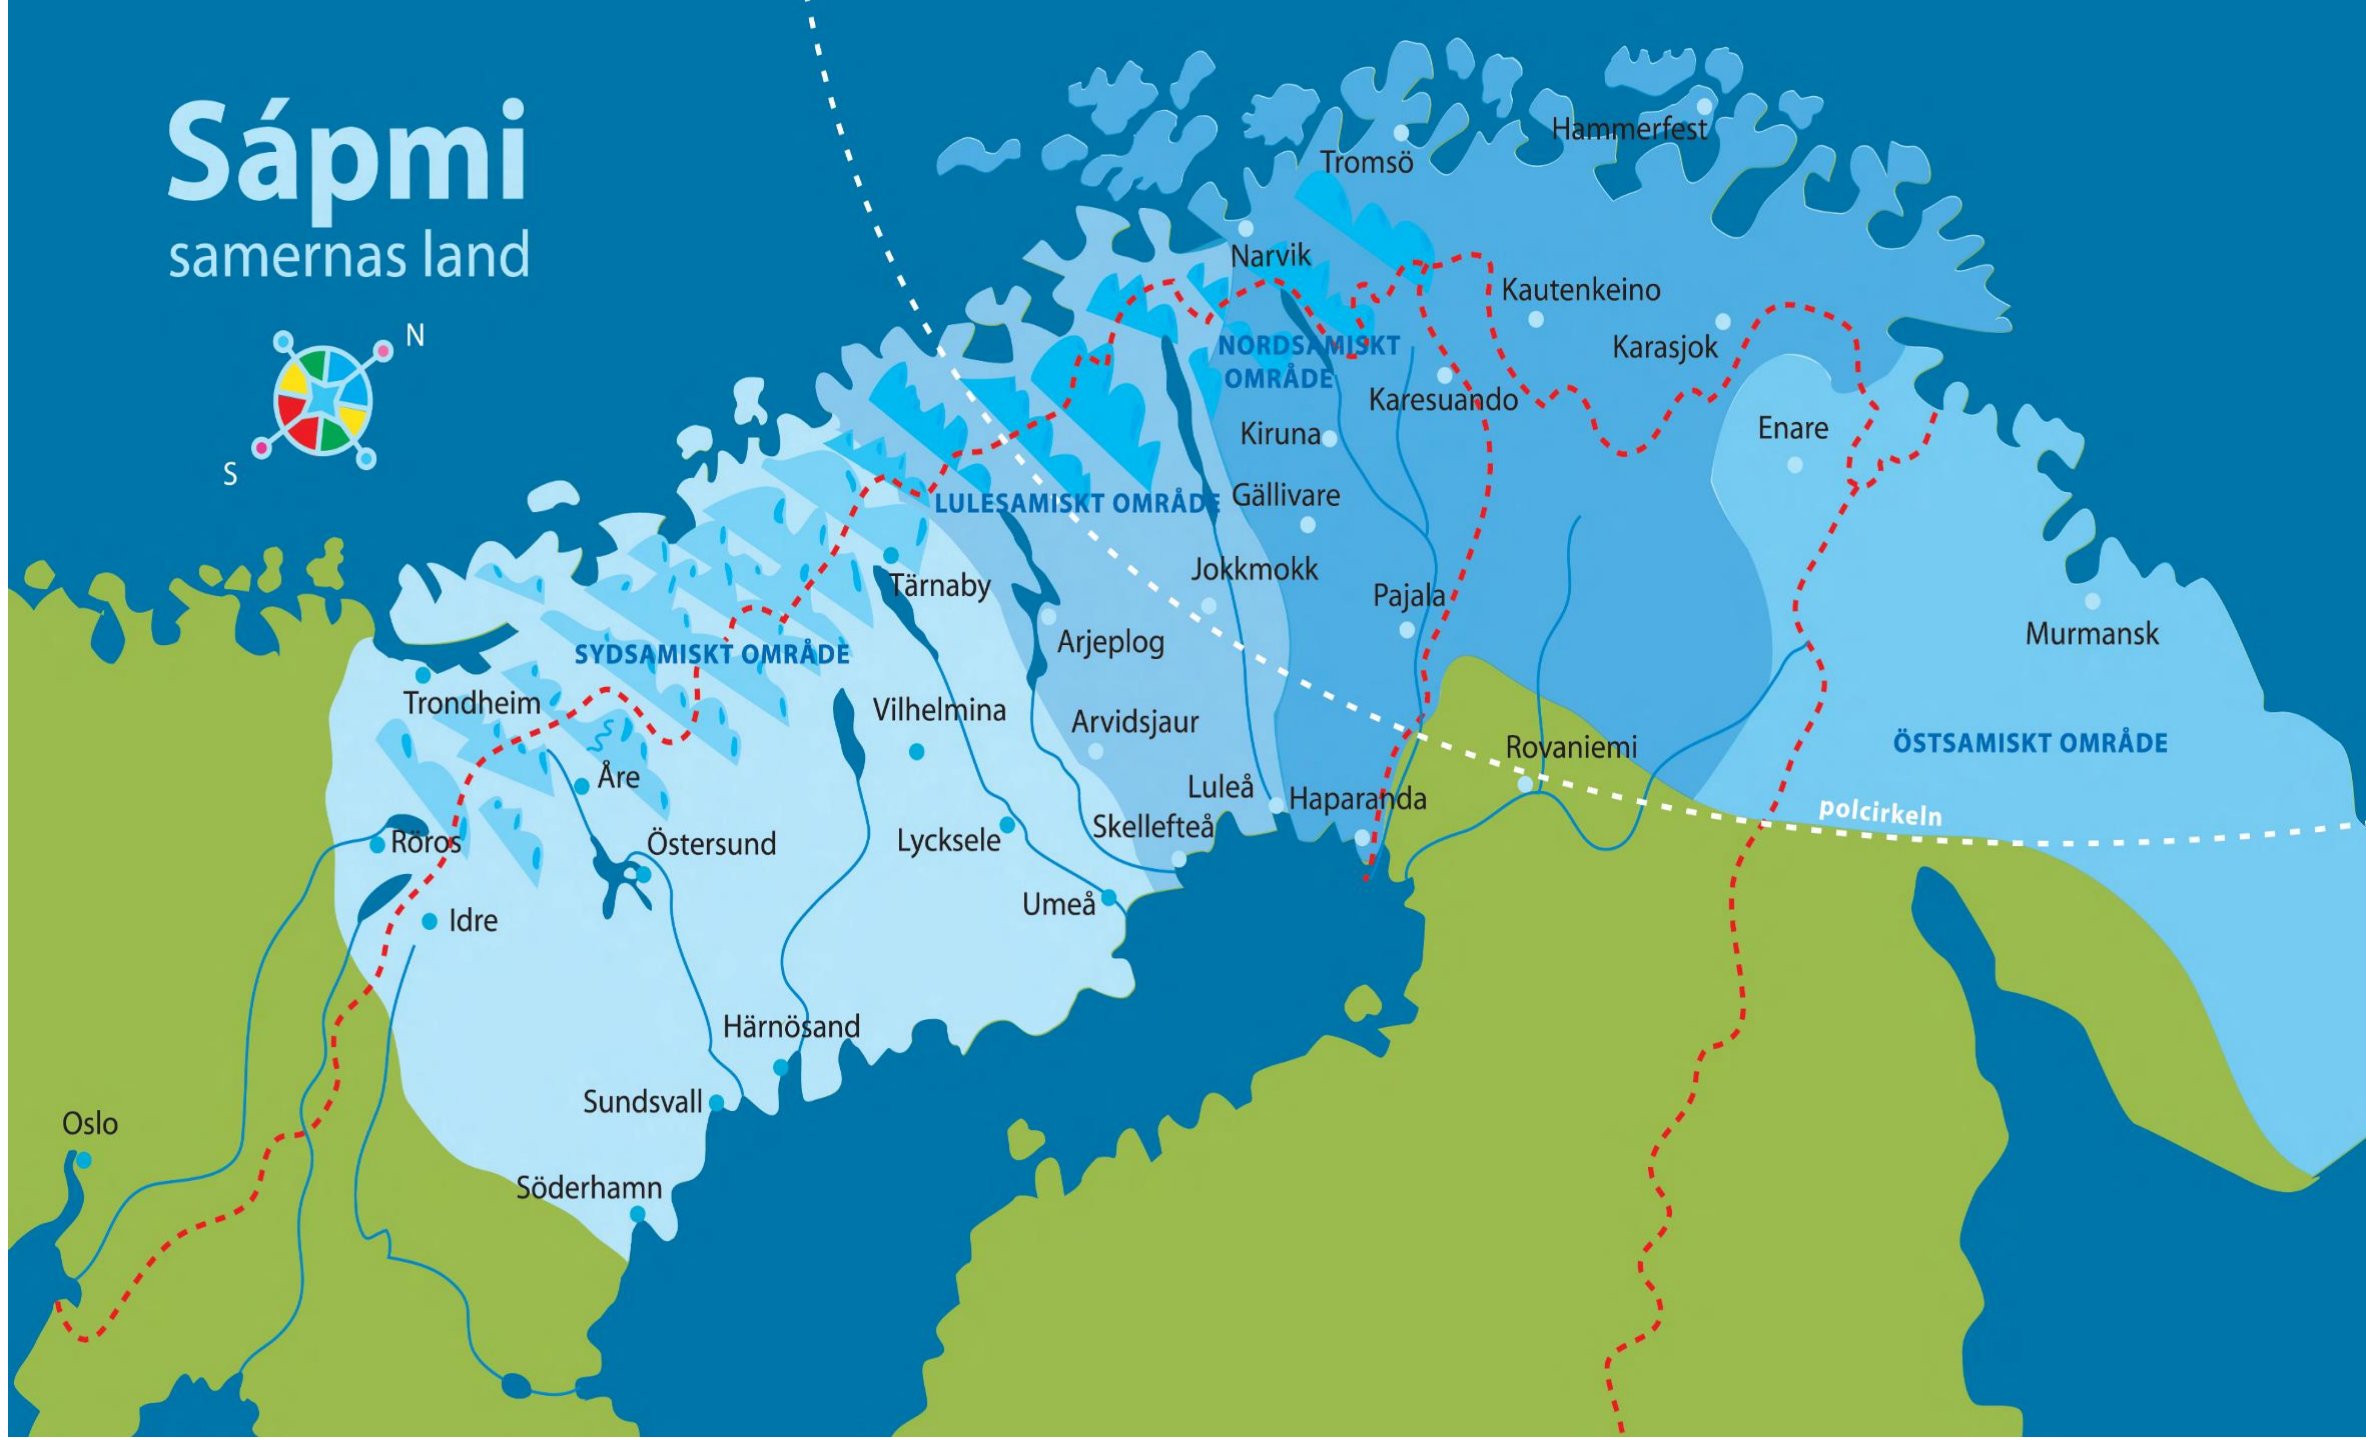 Sápmi
samernas land
N
S
Hammerfest
Tromsö
Narvik
Kautenkeino
NORDSAMISKT
OMRÅDE
Karasjok
Karesuando
Kiruna
Enare
LULESAMISKT OMRÅDE
Gällivare
Jokkmokk
Tärnaby
Pajala
Arjeplog
Murmansk
SYDSAMISKT OMRÅDE
Trondheim
Vilhelmina
Arvidsjaur
Rovaniemi
ÖSTSAMISKT OMRÅDE
Åre
Luleå
Haparanda
polcirkeln
Skellefteå
Röros
Östersund
Lycksele
Umeå
Idre
Härnösand
Sundsvall
Oslo
Söderhamn